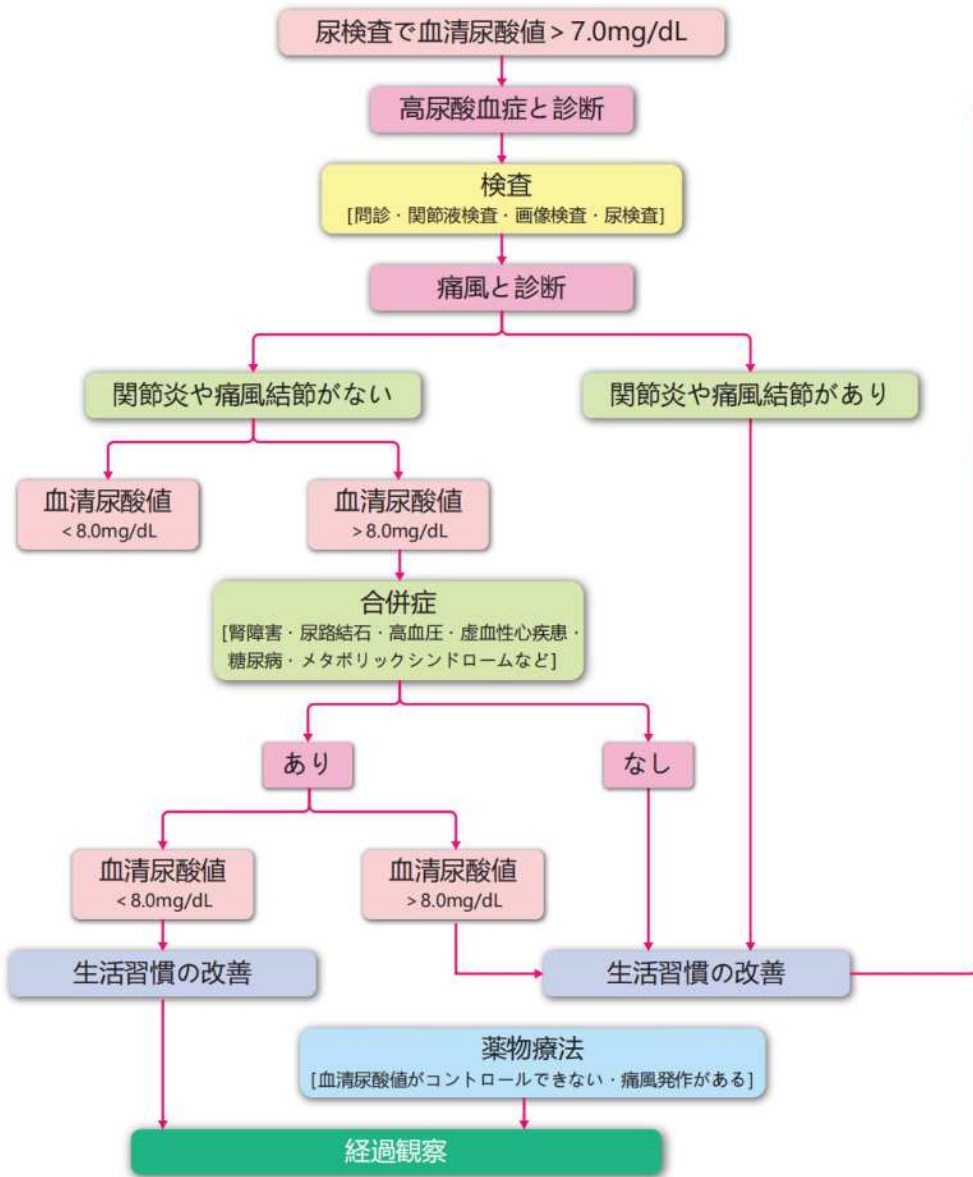 尿検査で血清尿酸値 > 7.0mg/dL
高尿酸血症と診断
検査
[問診・関節液検査・画像検査・尿検査]
痛風と診断
関節炎や痛風結節がない
関節炎や痛風結節があり
血清尿酸値
< 8.0mg/dL
血清尿酸値
> 8.0mg/dL
合併症
[腎障害・尿路結石・高血圧・虚血性心疾患・
糖尿病・メタボリックシンドロームなど]
あり
なし
血清尿酸値
< 8.0mg/dL
血清尿酸値
> 8.0mg/dL
生活習慣の改善
生活習慣の改善
薬物療法
[血清尿酸値がコントロールできない・痛風発作がある]
経過観察